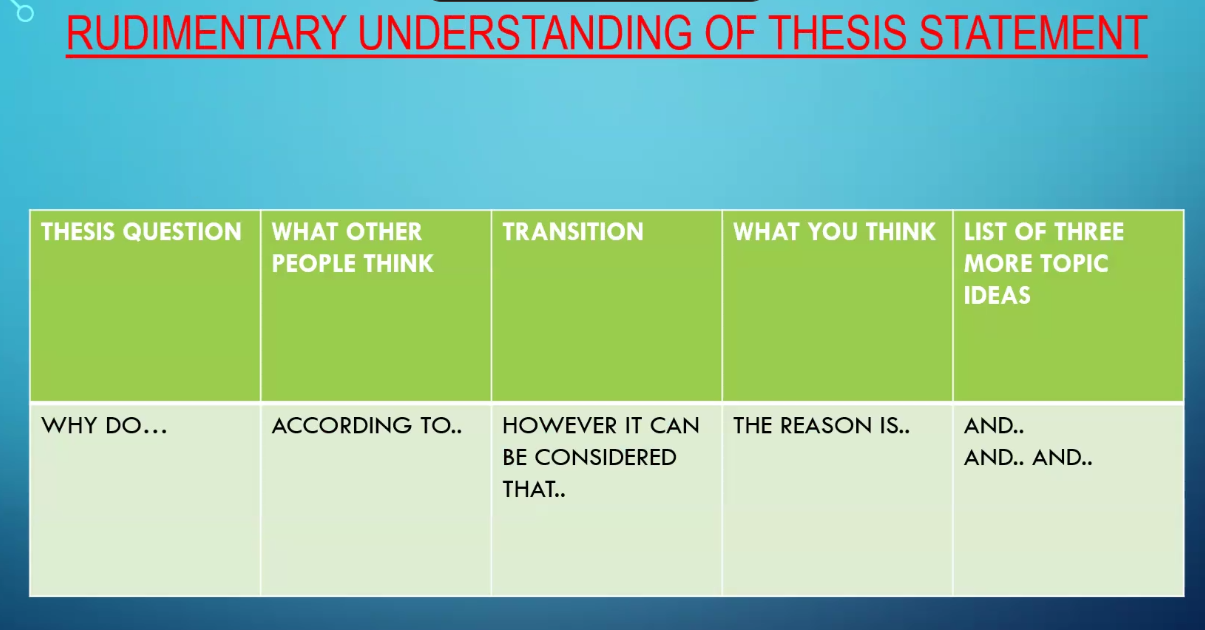 RUDIMENTARY UNDERSTANDING OF THESIS STATEMENT
THESIS QUESTION
WHAT OTHER
PEOPLE THINK
TRANSITION
WHAT YOU THINK
LIST OF THREE
MORE TOPIC
IDEAS
WHY DO...
ACCORDING TO..
HOWEVER IT CAN
BE CONSIDERED
THAT..
THE REASON IS..
AND..
AND.. AND..